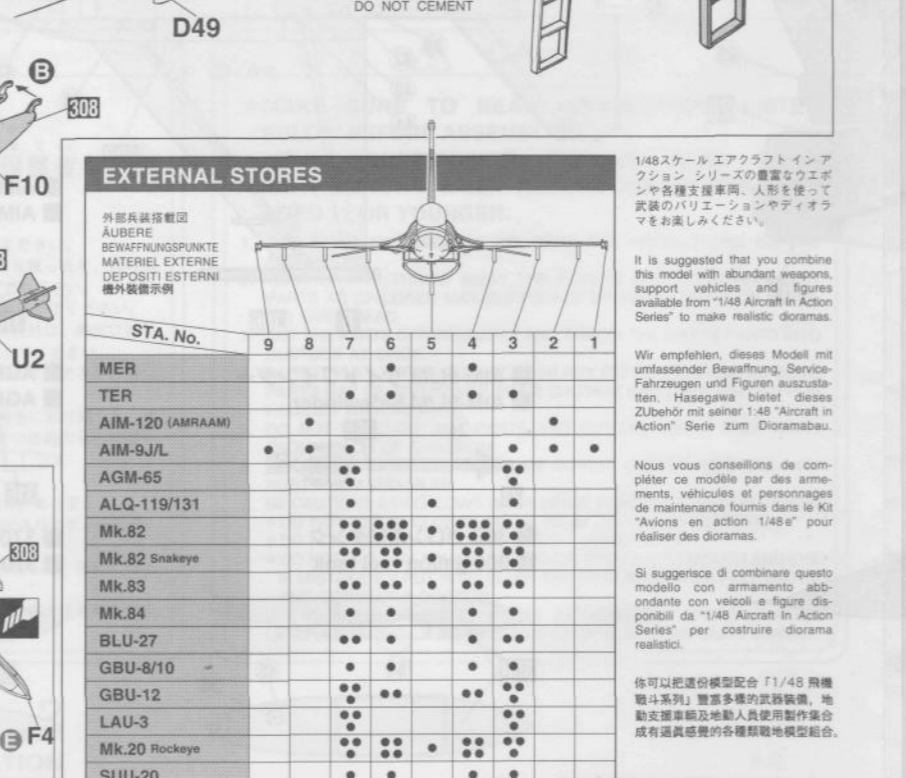 DO NOT CEMENT
D49
B
308
F10
U2
308
E F4
EXTERNAL STORES
外部兵装搭載図
ÄUBERE
BEWAFFNUNGSPUNKTE
MATERIEL EXTERNE
DEPOSITI ESTERNI
機外裝備示例
STA. No. 9 8 7 6 5 4 3 2 1
MER
TER
AIM-120 (AMRAAM)
AIM-9J/L
AGM-65
ALQ-119/131
Mk.82
Mk.82 Snakeye
Mk.83
Mk.84
BLU-27
GBU-8/10
GBU-12
LAU-3
Mk.20 Rockeye
SUU-20
1/48スケール エアクラフト イン ア
クション シリーズの豊富なウエポ
ンや各種支援車両、人形を使って
武装のバリエーションやディオラ
マをお楽しみください。
It is suggested that you combine
this model with abundant weapons,
support vehicles and figures
available from "1/48 Aircraft In Action
Series" to make realistic dioramas.
Wir empfehlen, dieses Modell mit
umfassender Bewaffnung, Service-
Fahrzeugen und Figuren auszusta-
tten. Hasegawa bietet dieses
ZUbehör mit seiner 1:48 "Aircraft in
Action" Serie zum Dioramabau.
Nous vous conseillons de com-
pléter ce modèle par des arme-
ments, véhicules et personnages
de maintenance fournis dans le Kit
"Avions en action 1/48e" pour
réaliser des dioramas.
Si suggerisce di combinare questo
modello con armamento abb-
ondante con veicoli e figure dis-
ponibili da "1/48 Aircraft In Action
Series" per costruire diorama
realistici.
你可以把這份模型配合「1/48 飛機
戰斗系列」豐富多樣的武器裝備，地
動支援車輛及地動人員使用製作集合
成有逼真感覺的各種類戰地模型組合。